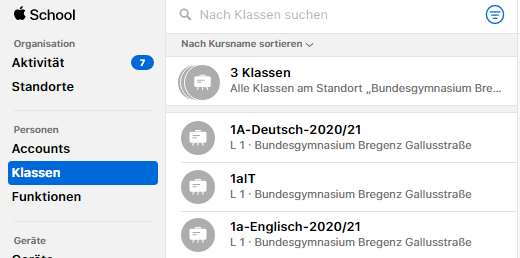 School
Organisation
Aktivität
7
Standorte
Personen
Accounts
Klassen
Funktionen
Geräte
Nach Klassen suchen
Nach Kursname sortieren
3 Klassen
Alle Klassen am Standort „Bundesgymnasium Bre...
1A-Deutsch-2020/21
L 1 · Bundesgymnasium Bregenz Gallusstraße
1aIT
L 1 · Bundesgymnasium Bregenz Gallusstraße
1a-Englisch-2020/21
L 1 · Bundesgymnasium Bregenz Gallusstraße